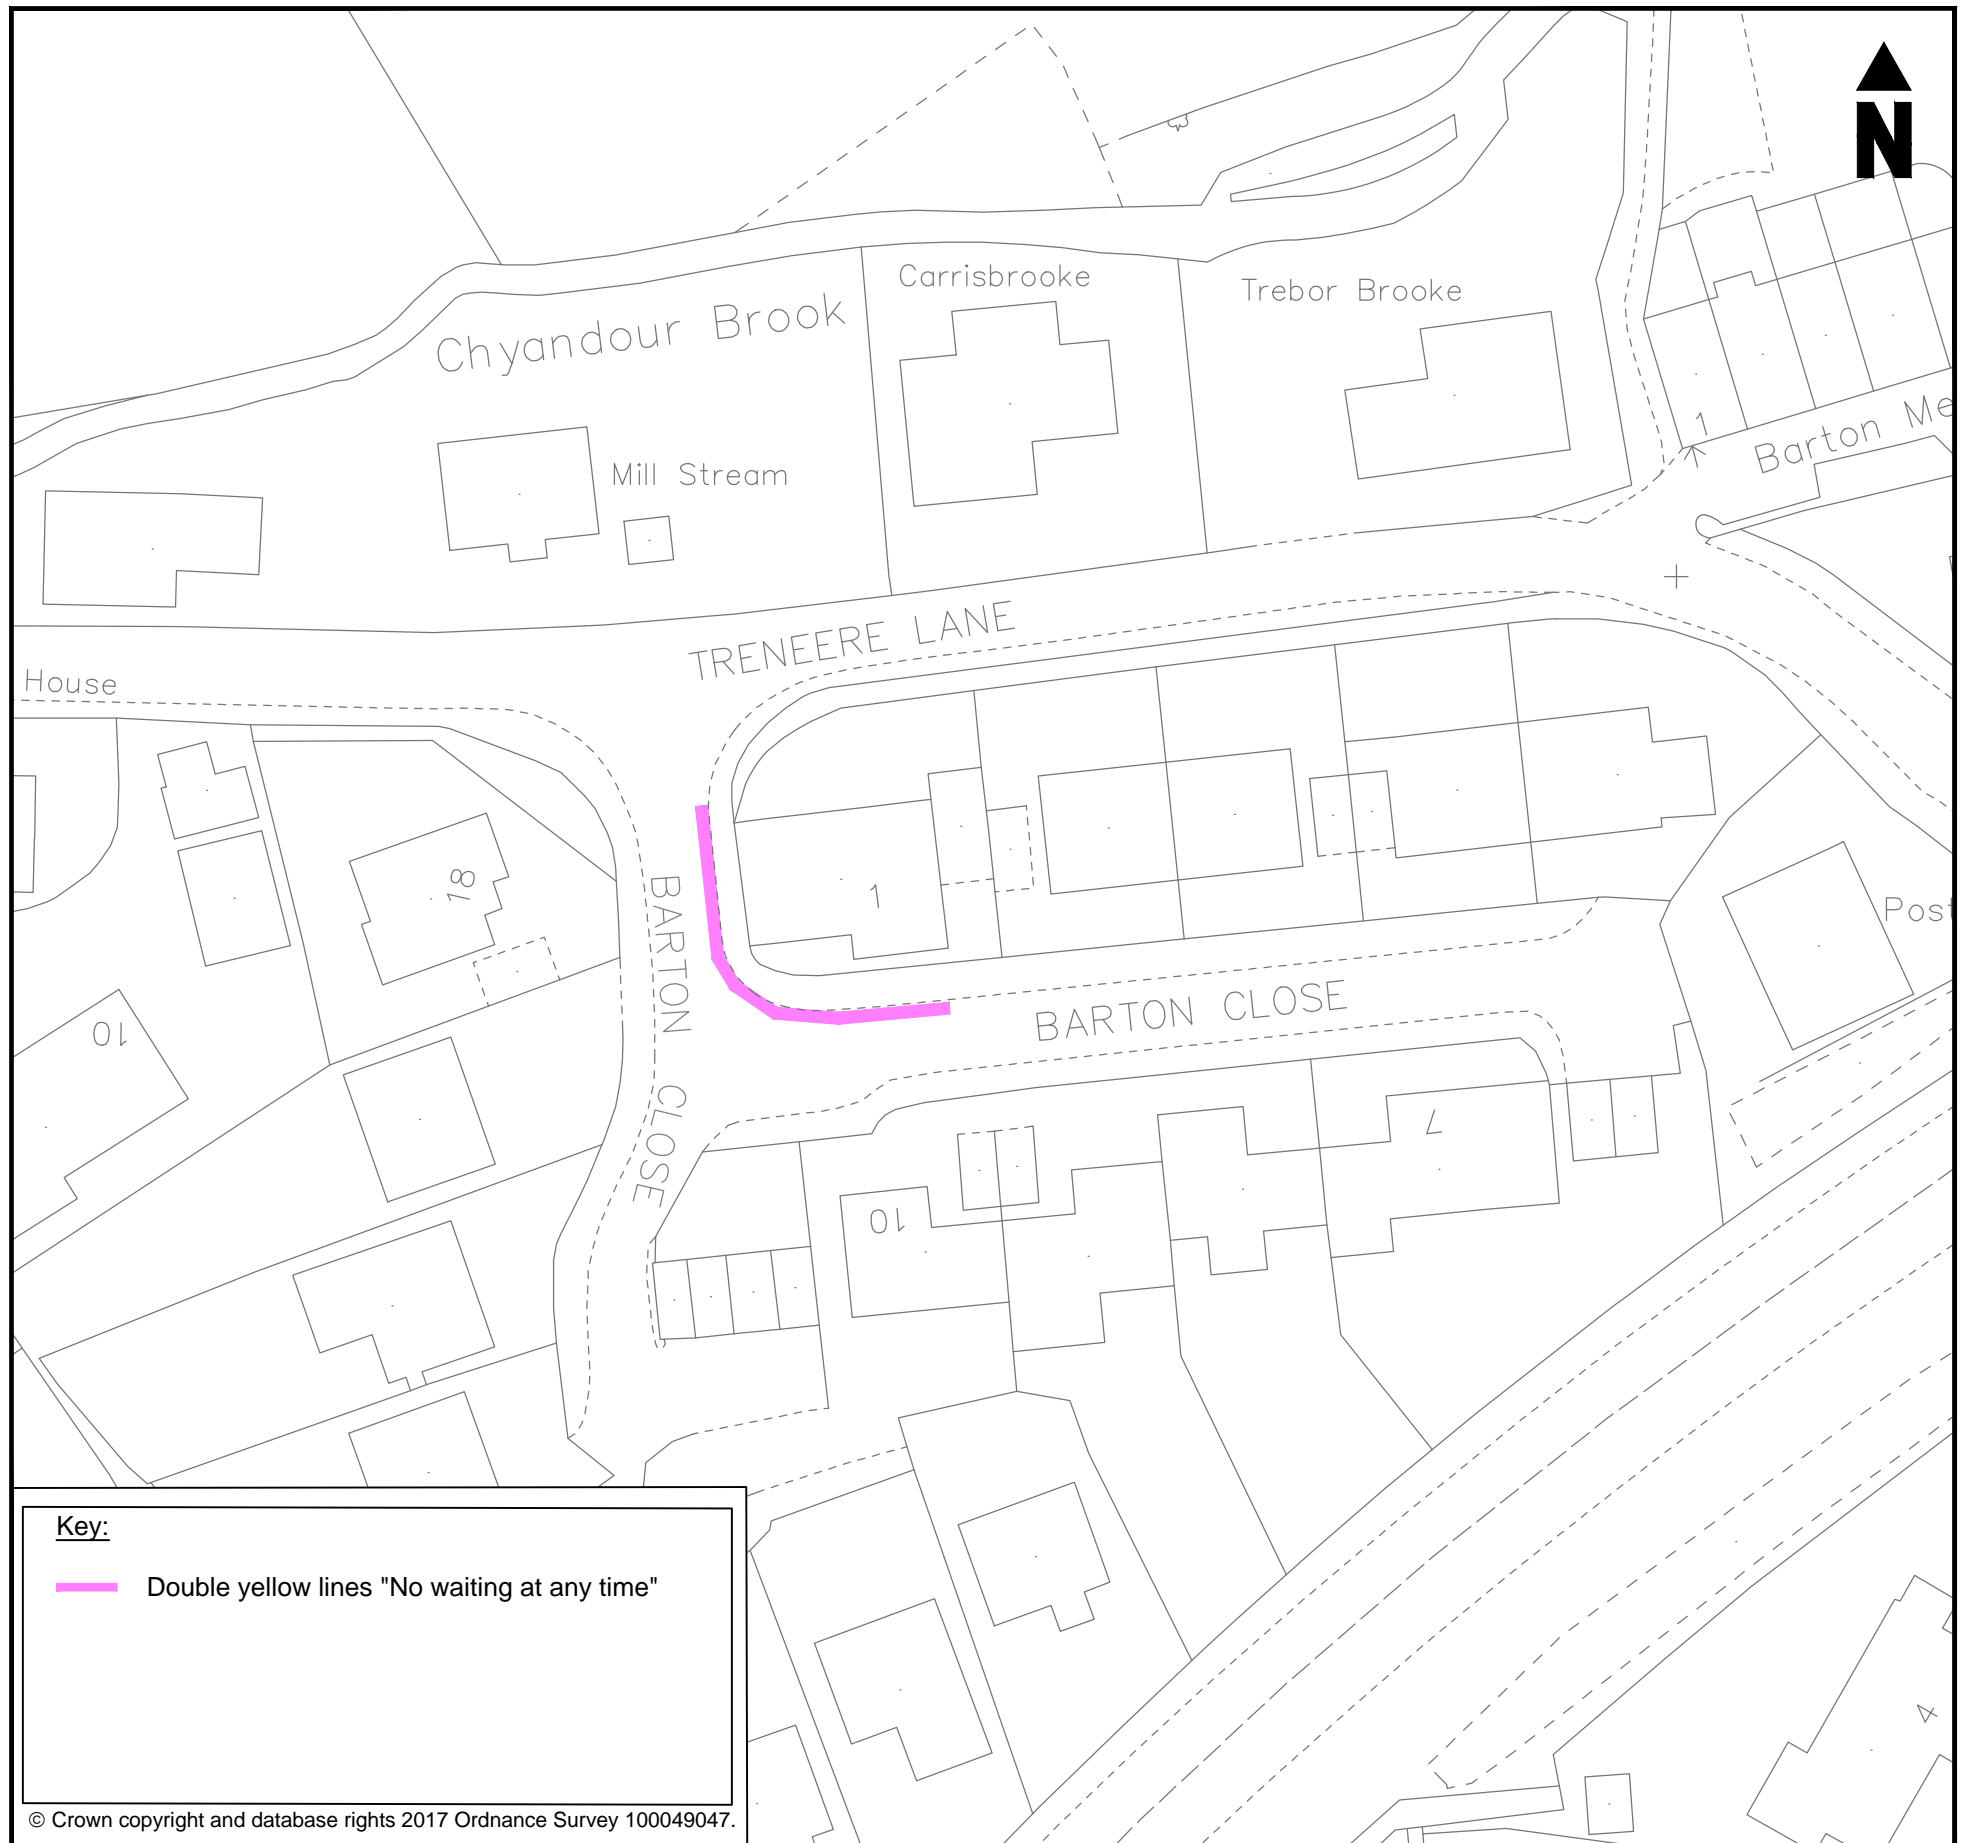 N
Carrisbrooke
Trebor Brooke
Chyandour Brook
Mill Stream
1
Barton Me
TRENEERE LANE
House
18
1
BARTON CLOSE
Post
10
BARTON CLOSE
7
10
4
Key:
Double yellow lines "No waiting at any time"
© Crown copyright and database rights 2017 Ordnance Survey 100049047.